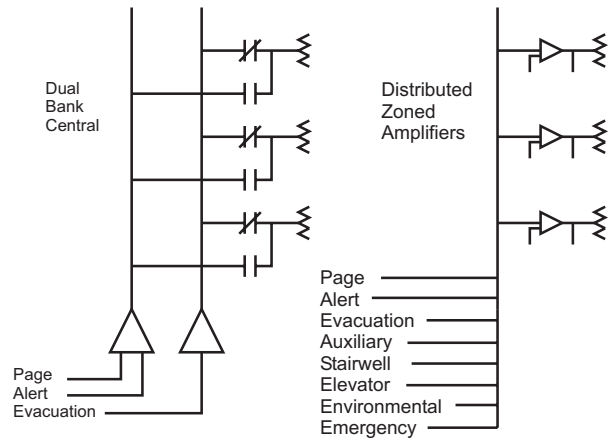 Dual
Bank
Central
Page
Alert
Evacuation
Distributed
Zoned
Amplifiers
Page
Alert
Evacuation
Auxiliary
Stairwell
Elevator
Environmental
Emergency